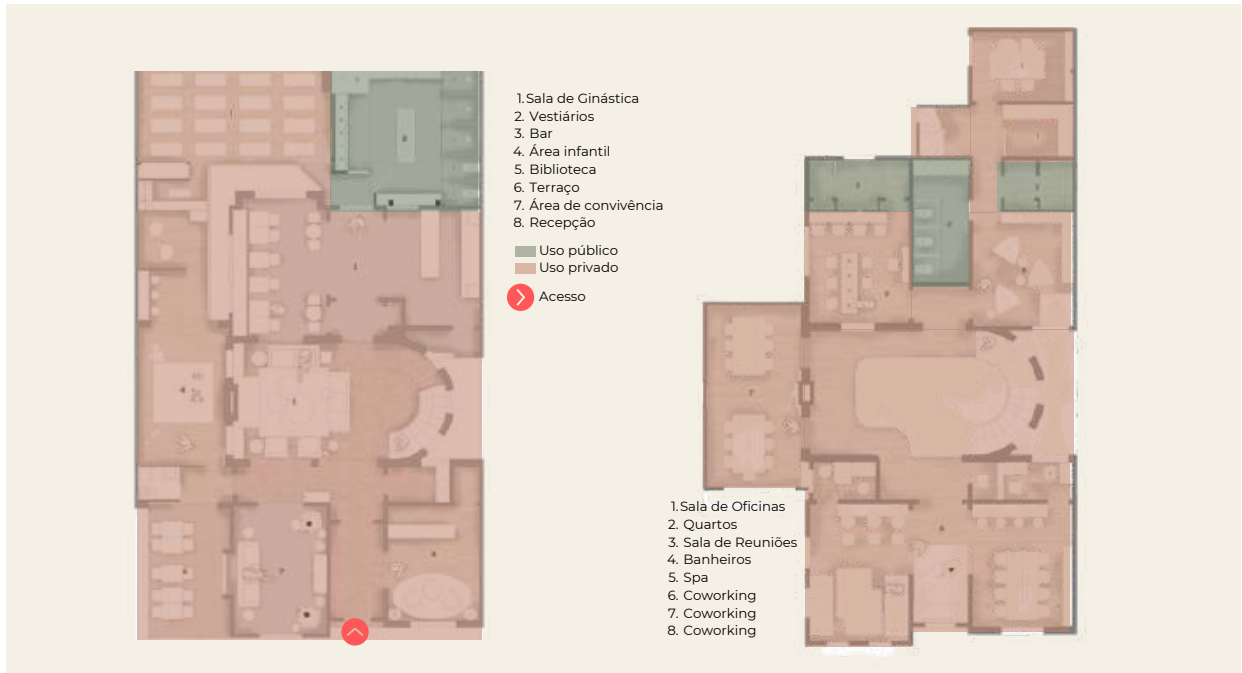 1.Sala de Ginástica
2. Vestiários
3. Bar
4. Área infantil
5. Biblioteca
6. Terraço
7. Área de convivência
8. Recepção
Uso público
Uso privado
Acesso
1.Sala de Oficinas
2. Quartos
3. Sala de Reuniões
4. Banheiros
5. Spa
6. Coworking
7. Coworking
8. Coworking